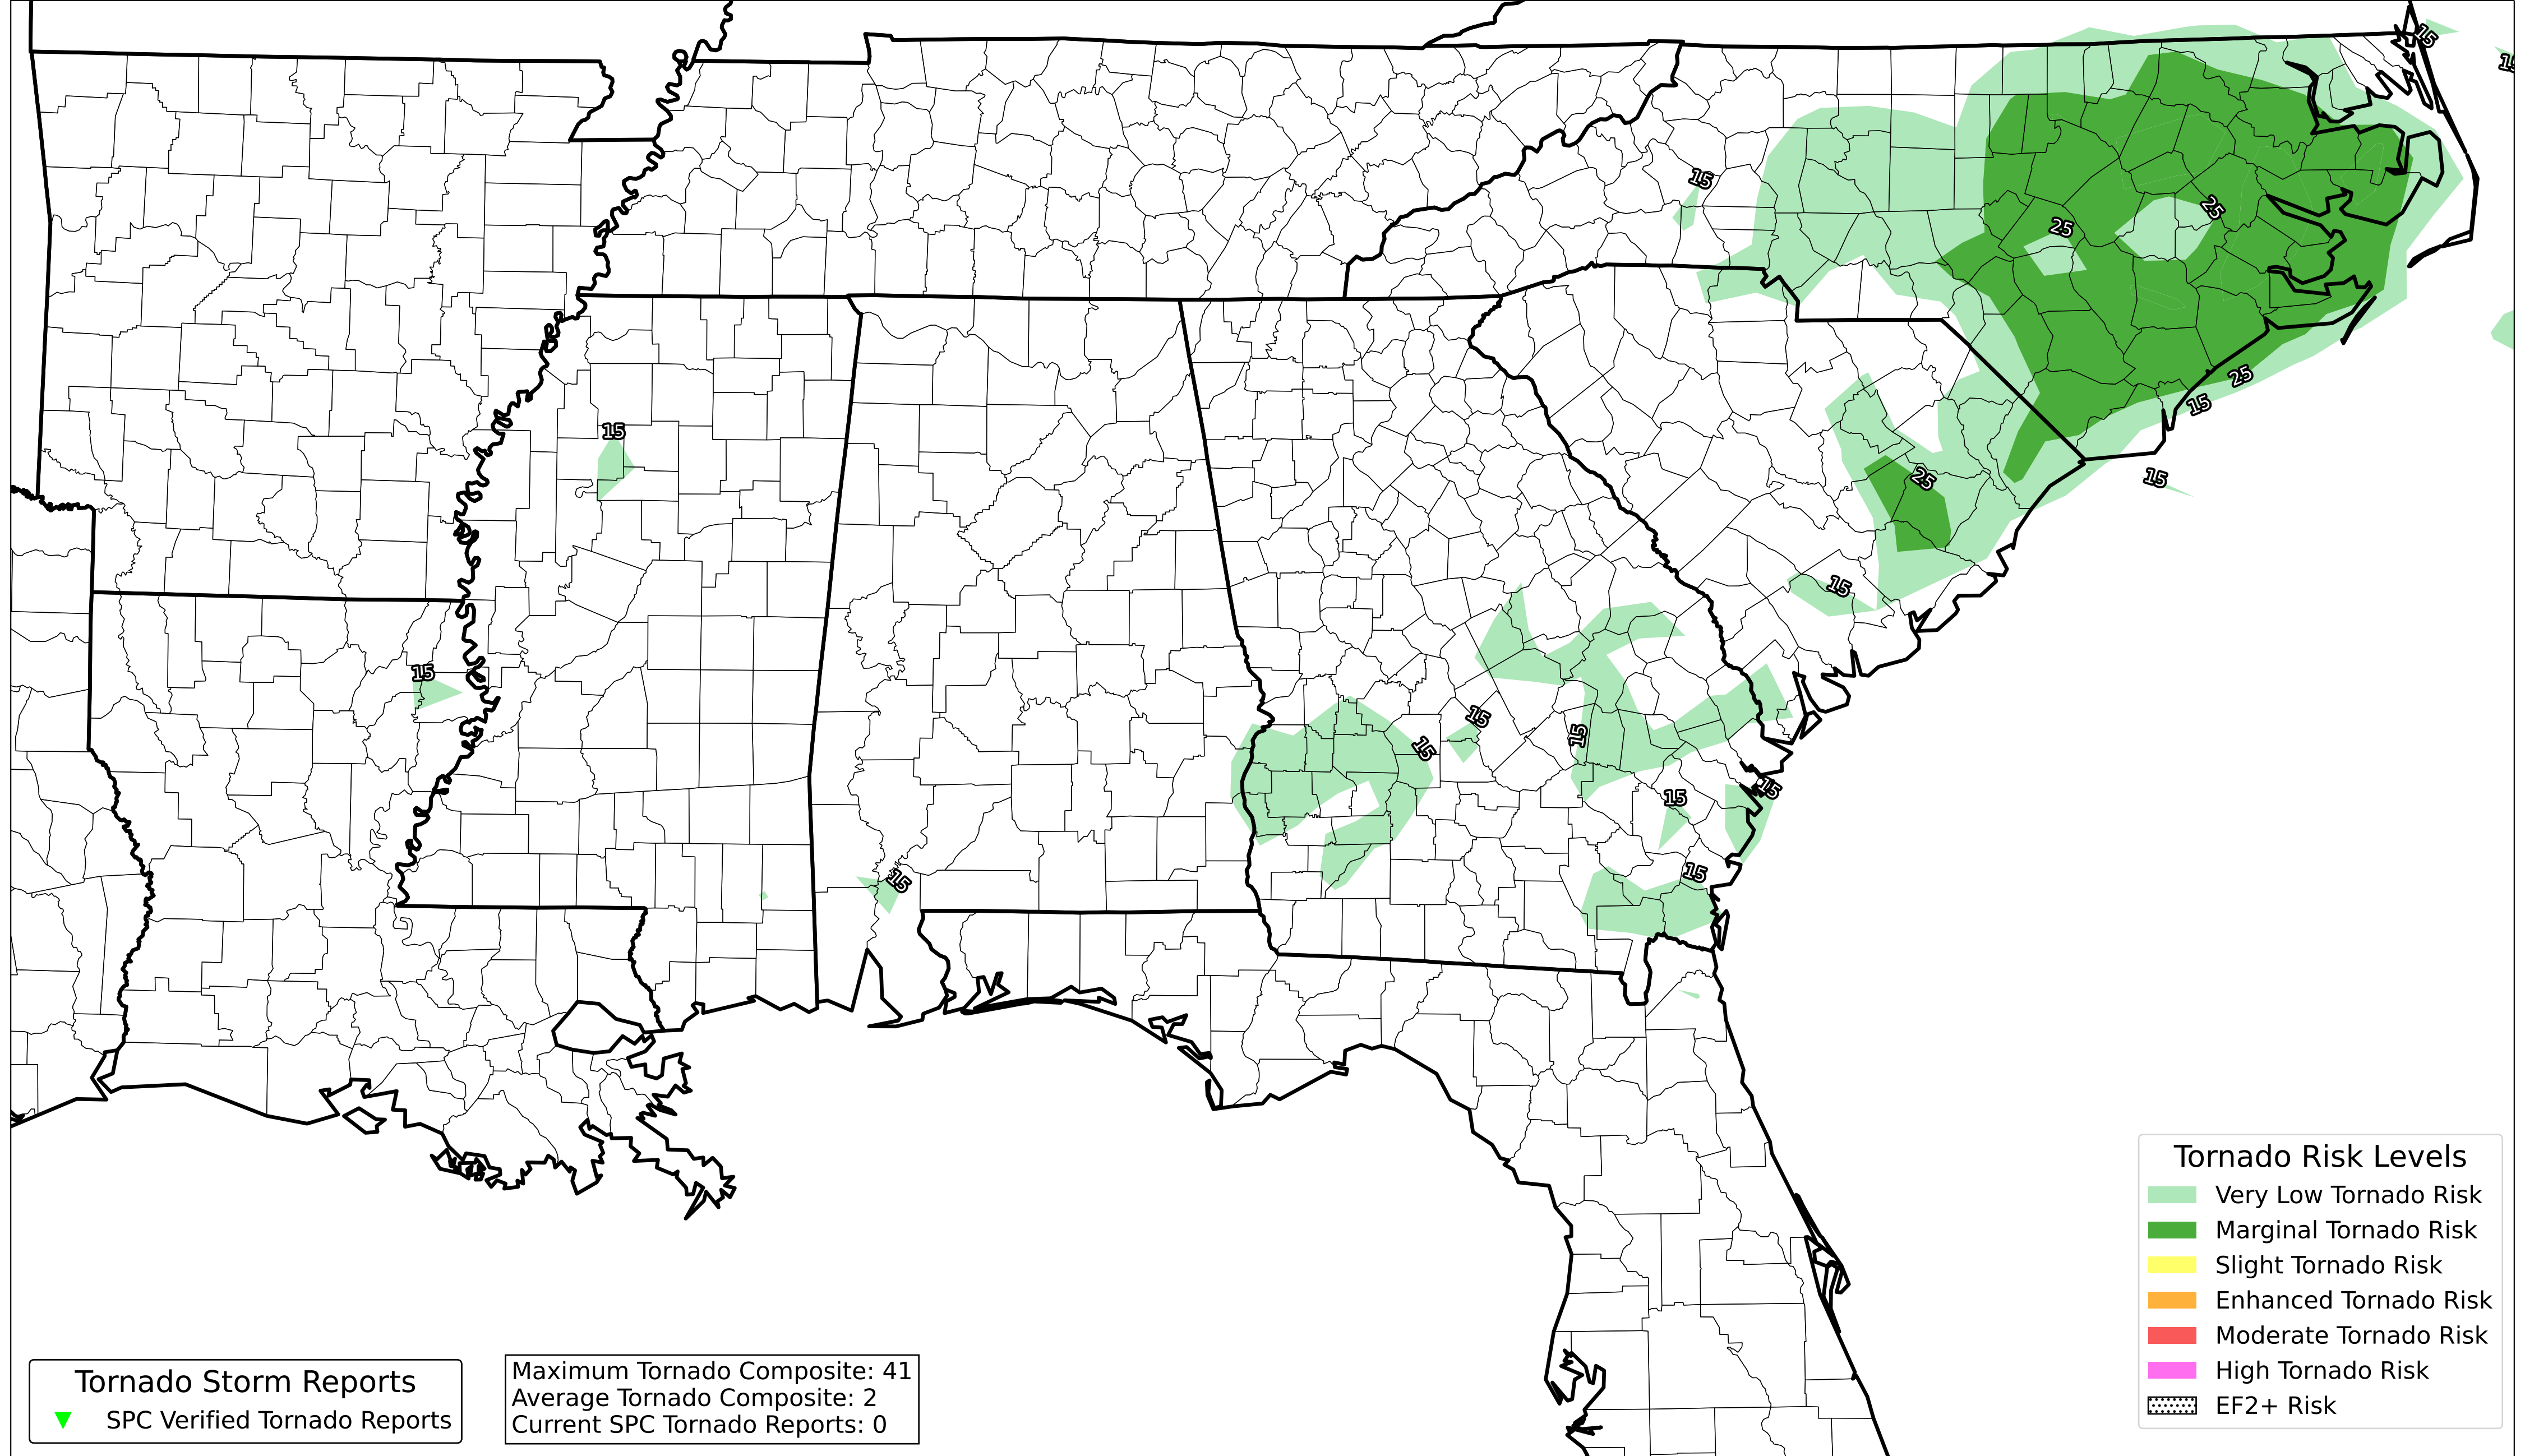 15
15
15
25
25
25
15
15
15
25
15
15
15
15
15
15
15
15
15
Tornado Risk Levels
Very Low Tornado Risk
Marginal Tornado Risk
Slight Tornado Risk
Enhanced Tornado Risk
Moderate Tornado Risk
High Tornado Risk
EF2+ Risk
Tornado Storm Reports
SPC Verified Tornado Reports
Maximum Tornado Composite: 41
Average Tornado Composite: 2
Current SPC Tornado Reports: 0